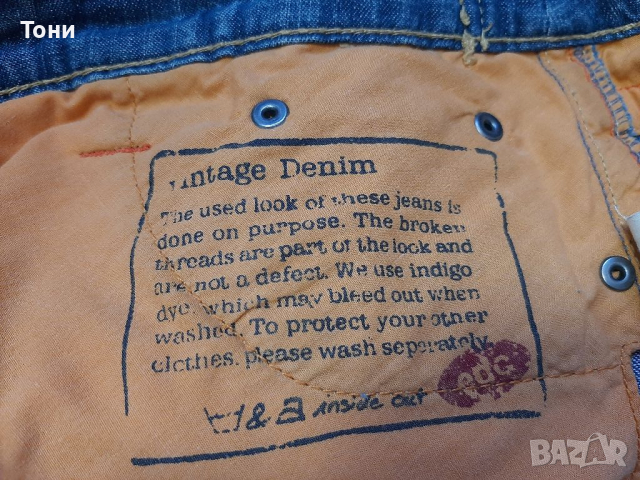 Тони
Vintage Denim
The used look of these jeans is
done on purpose. The broken
threads are part of the look and
are not a defect. We use indigo
dye, which may bleed out when
washed. To protect your other
clothes, please wash seperately.
edc
& inside out
BAZAR